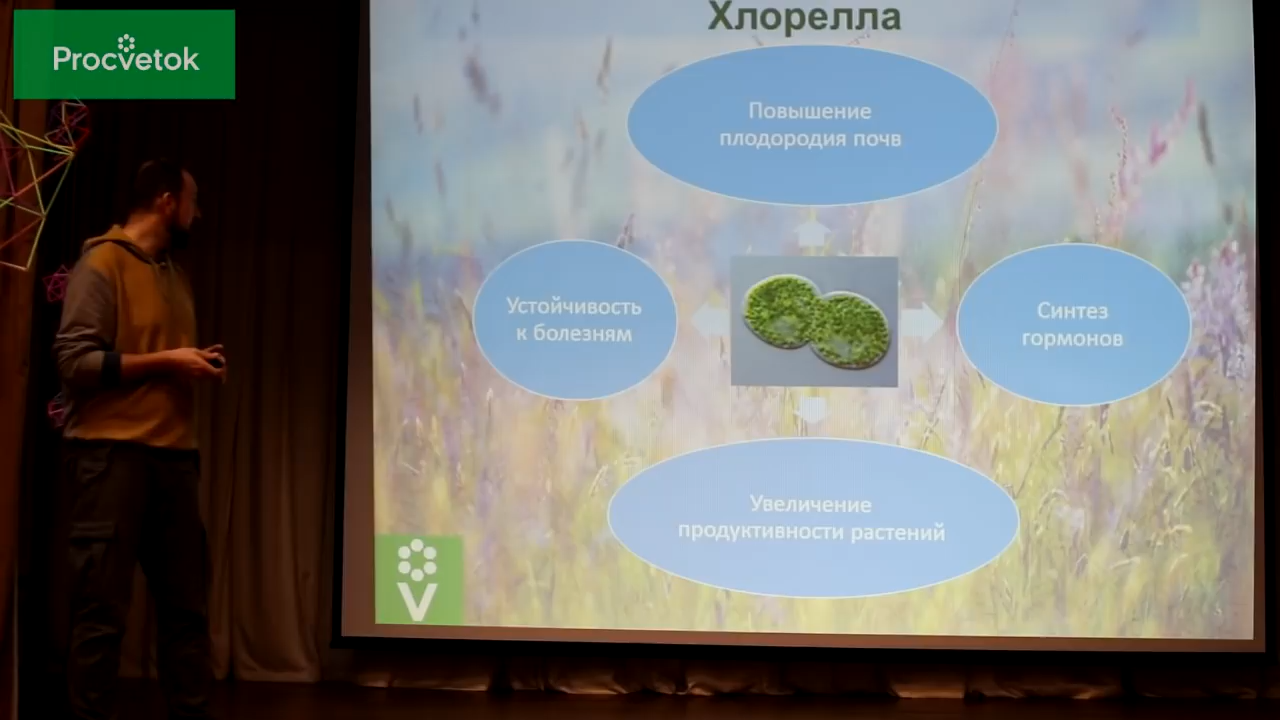 Procvetok
Хлорелла
Повышение
плодородия почв
Устойчивость
к болезням
Синтез
гормонов
Увеличение
продуктивности растений
V